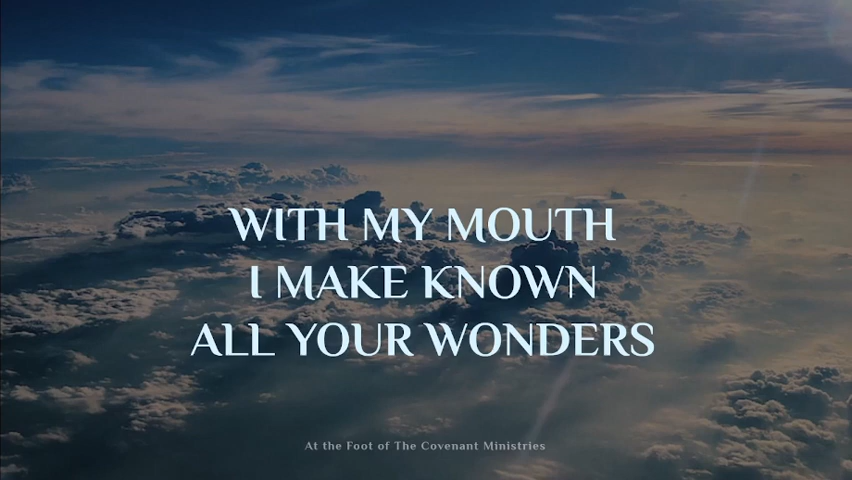 WITH MY MOUTH
I MAKE KNOWN
ALL YOUR WONDERS
At the Foot of The Covenant Ministries